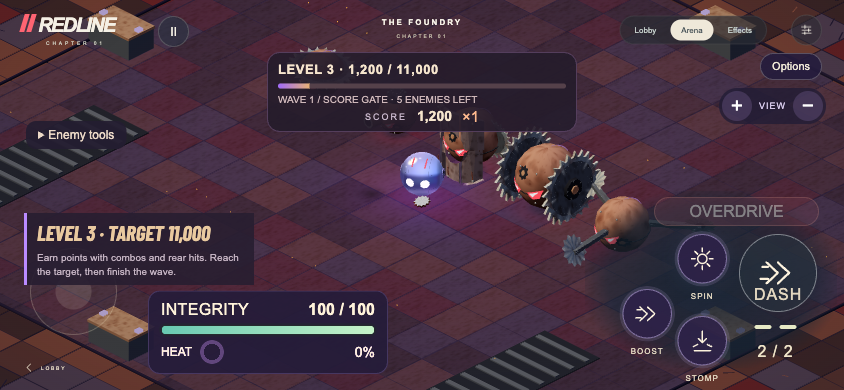 REDLINE
CHAPTER 01
THE FOUNDRY
CHAPTER 01
Lobby
Arena
Effects
LEVEL 3 · 1,200 / 11,000
WAVE 1 / SCORE GATE · 5 ENEMIES LEFT
SCORE 1,200 ×1
Options
VIEW
Enemy tools
LEVEL 3 · TARGET 11,000
Earn points with combos and rear hits. Reach
the target, then finish the wave.
OVERDRIVE
SPIN
DASH
BOOST
STOMP
2 / 2
INTEGRITY 100 / 100
HEAT 0%
LOBBY